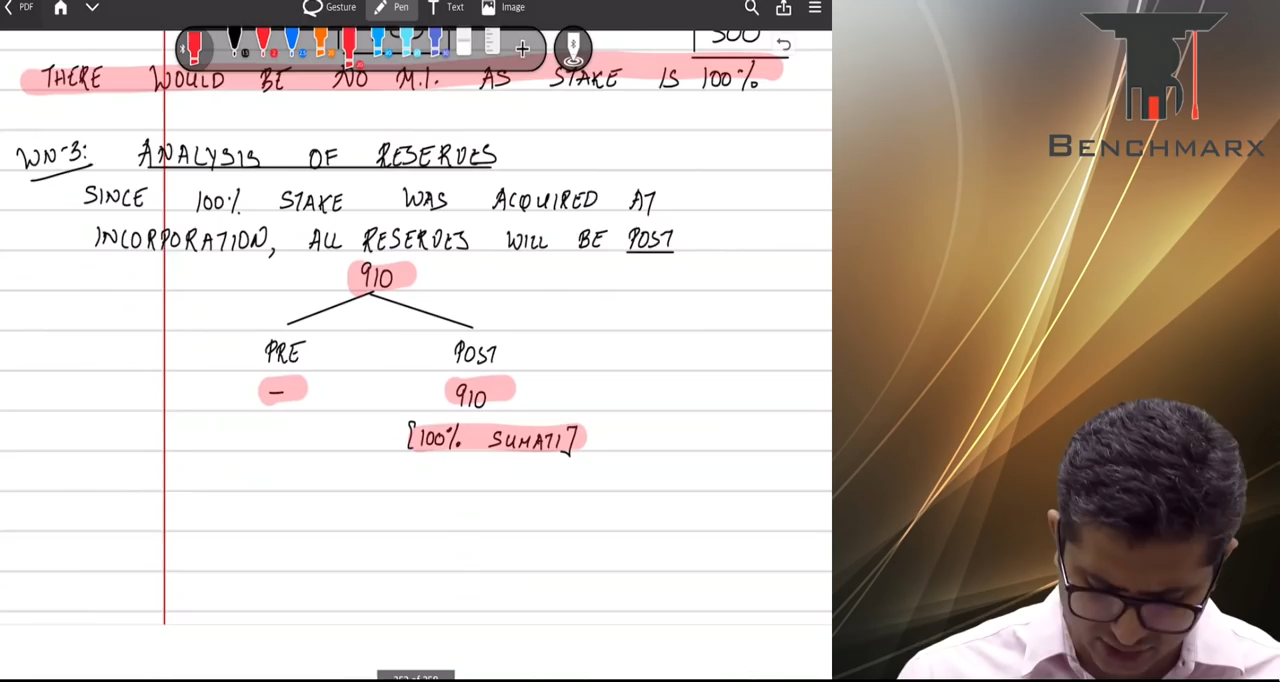 PDF
Gesture
Pen
Text
Image
300
THERE WOULD BE NO M.I. AS STAKE IS 100%
WN-3: ANALYSIS OF RESERVES
SINCE 100% STAKE WAS ACQUIRED AT
INCORPORATION, ALL RESERVES WILL BE POST
910
PRE POST
- 910
[100% SUMATI]
BENCHMARX